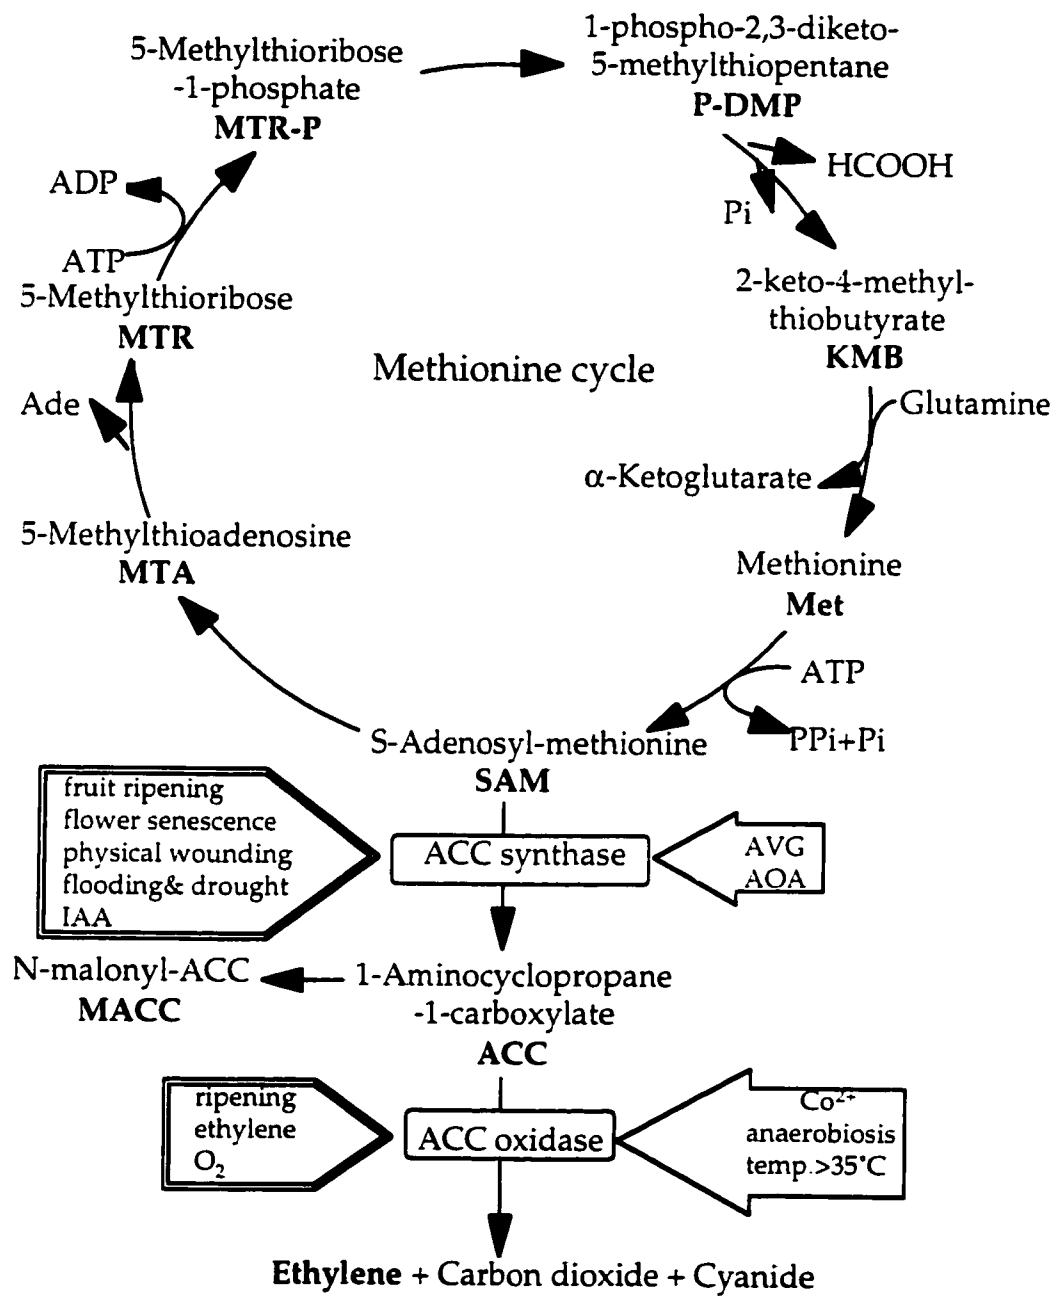 5-Methylthioribose
-1-phosphate
MTR-P
1-phospho-2,3-diketo-
5-methylthiopentane
P-DMP
HCOOH
Pi
ADP
ATP
5-Methylthioribose
MTR
2-keto-4-methyl-
thiobutyrate
KMB
Methionine cycle
Ade
Glutamine
α-Ketoglutarate
5-Methylthioadenosine
MTA
Methionine
Met
ATP
PPi+Pi
S-Adenosyl-methionine
SAM
fruit ripening
flower senescence
physical wounding
flooding& drought
IAA
ACC synthase
AVG
AOA
N-malonyl-ACC
MACC
1-Aminocyclopropane
-1-carboxylate
ACC
ripening
ethylene
O₂
ACC oxidase
Co²⁺
anaerobiosis
temp.>35°C
Ethylene + Carbon dioxide + Cyanide